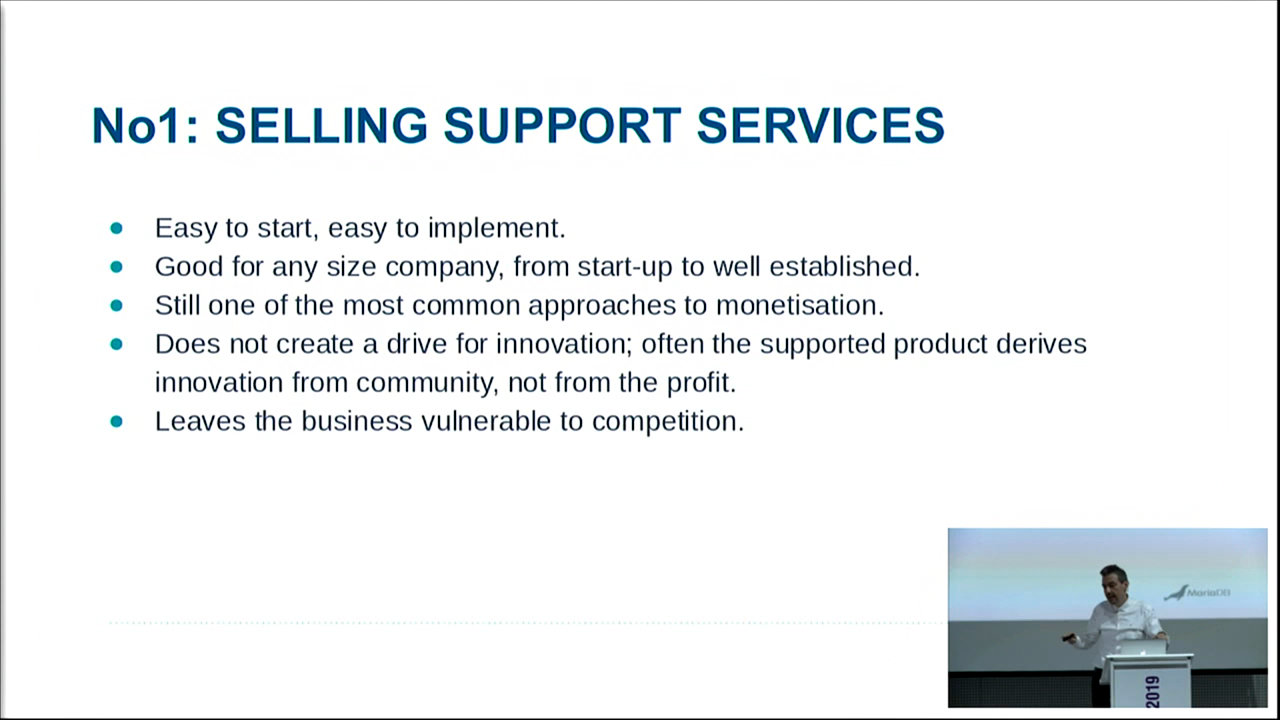 No1: SELLING SUPPORT SERVICES
Easy to start, easy to implement.
Good for any size company, from start-up to well established.
Still one of the most common approaches to monetisation.
Does not create a drive for innovation; often the supported product derives
innovation from community, not from the profit.
Leaves the business vulnerable to competition.
MariaDB
2019